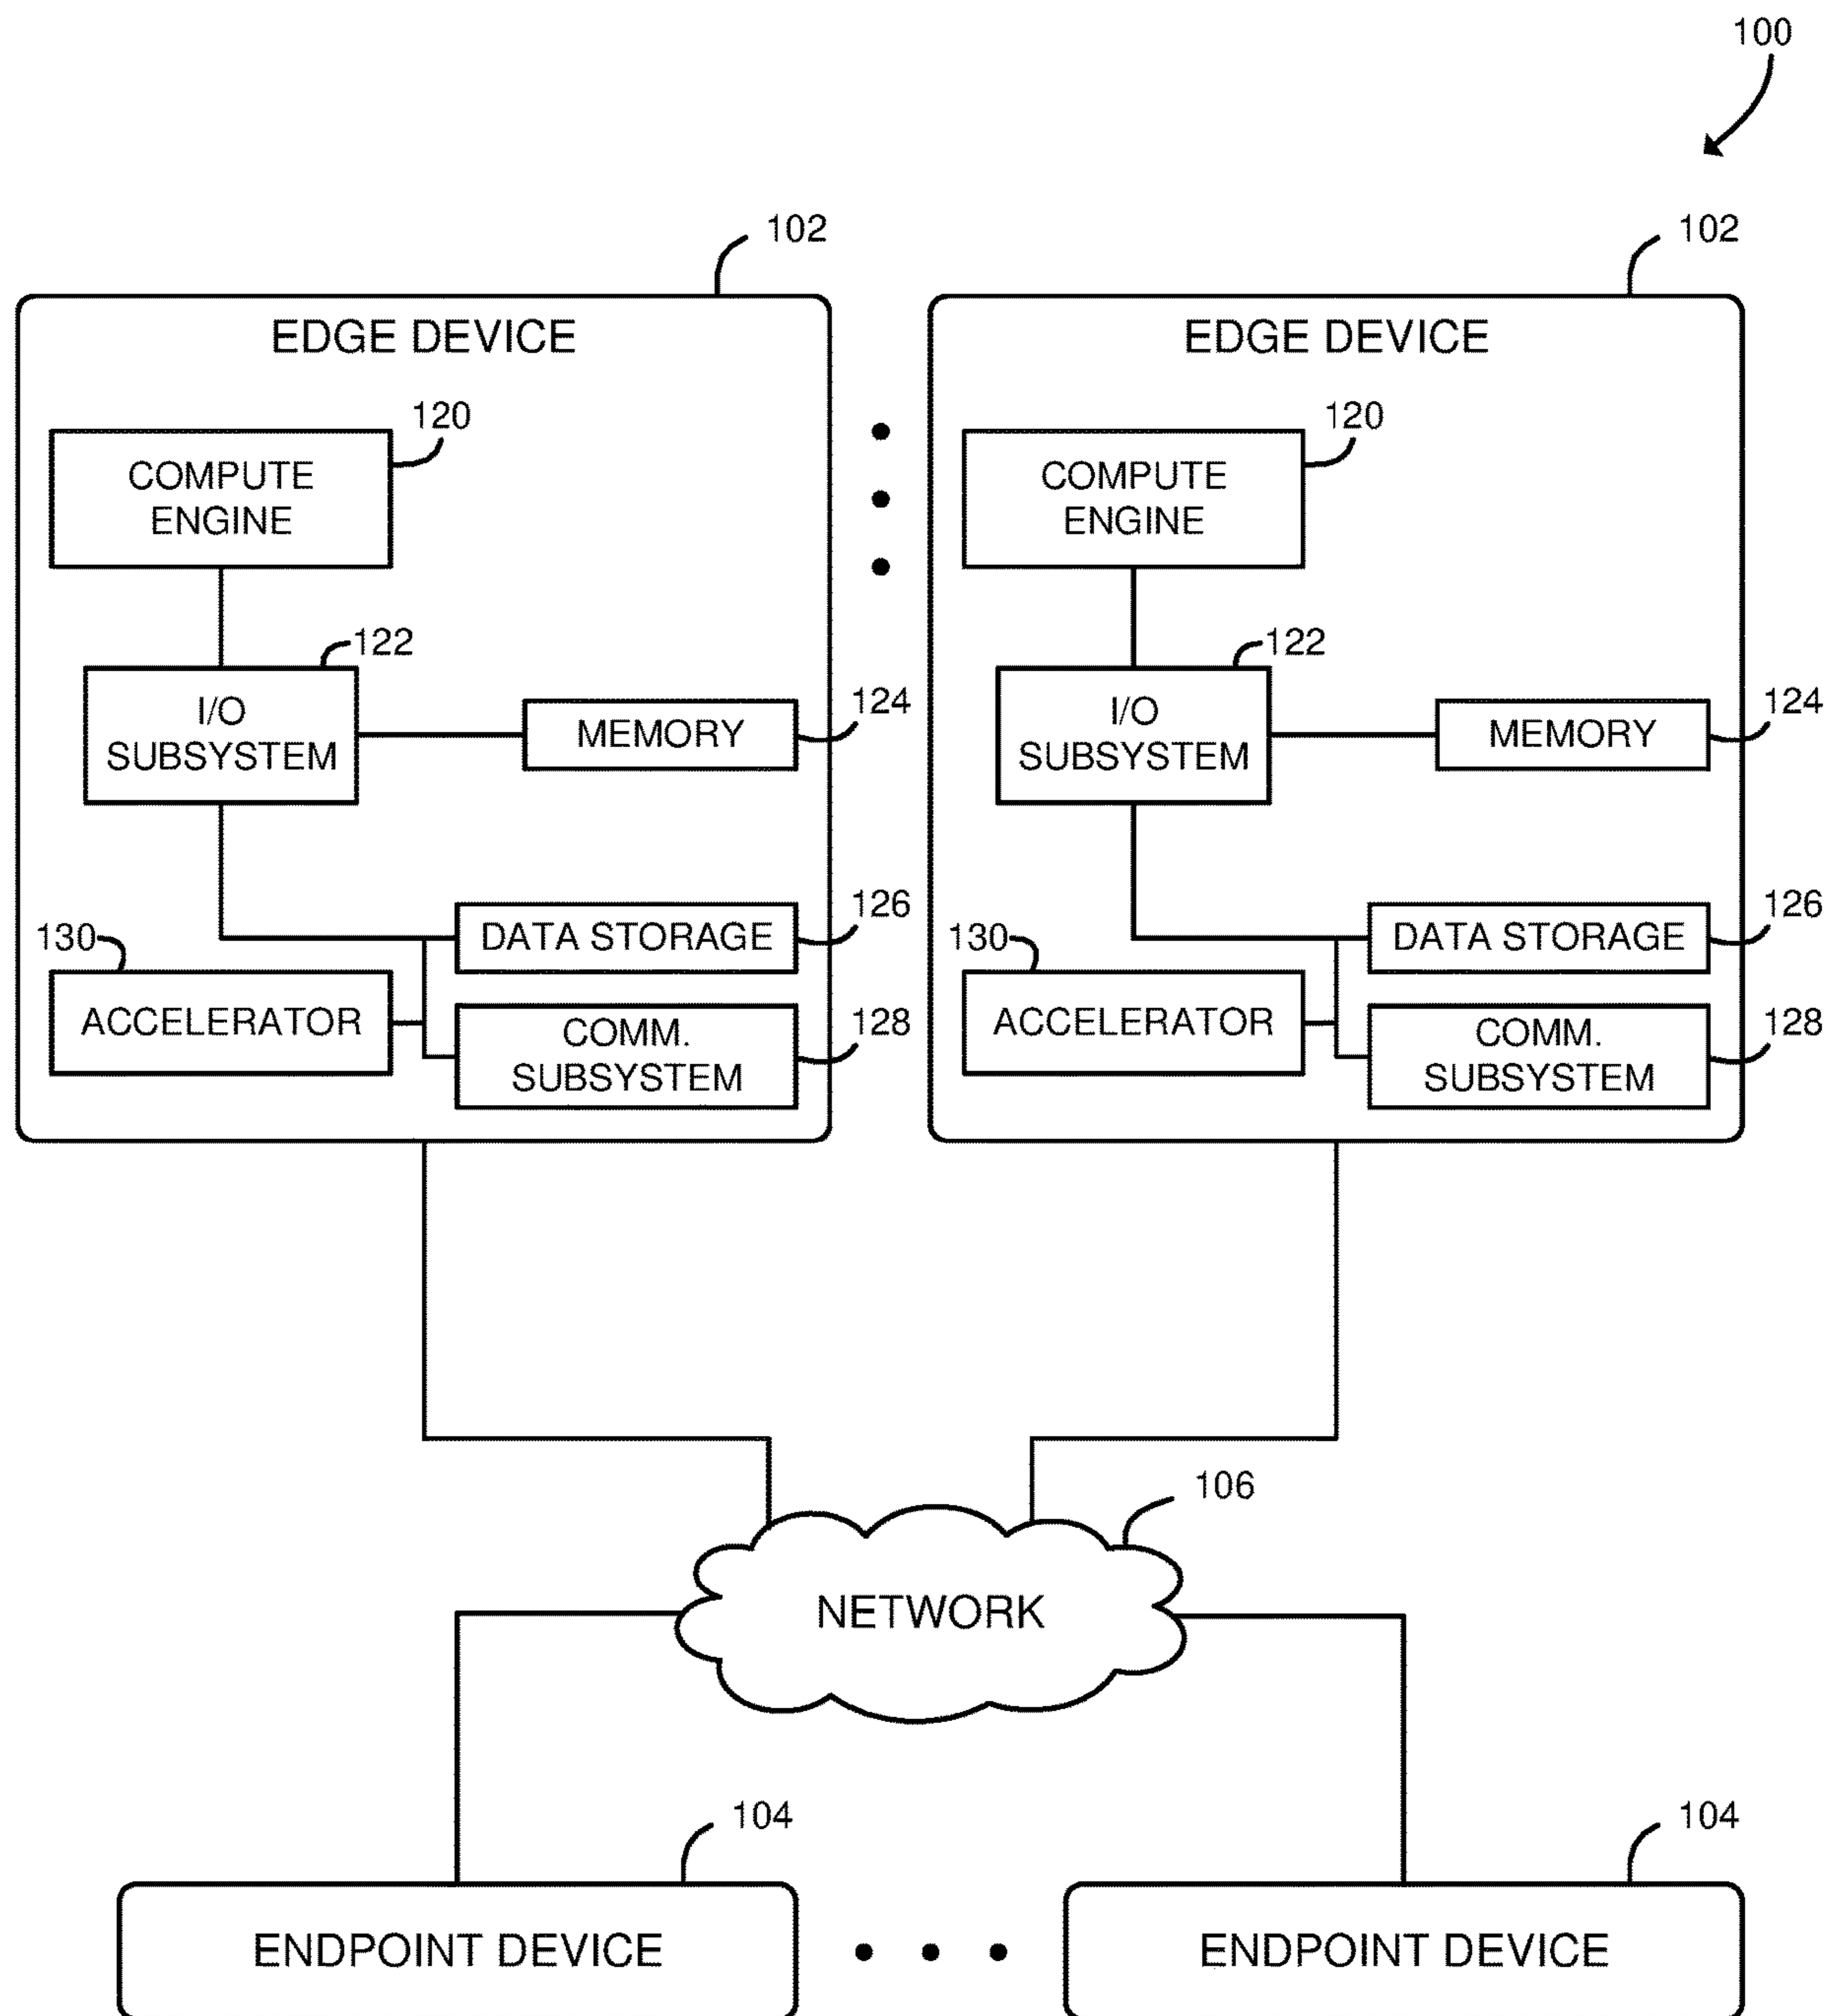 100
102
102
EDGE DEVICE
EDGE DEVICE
120
120
COMPUTE
ENGINE
COMPUTE
ENGINE
122
122
I/O
SUBSYSTEM
I/O
SUBSYSTEM
124
124
MEMORY
MEMORY
126
126
130
130
DATA STORAGE
DATA STORAGE
ACCELERATOR
ACCELERATOR
128
128
COMM.
SUBSYSTEM
COMM.
SUBSYSTEM
106
NETWORK
104
104
ENDPOINT DEVICE
ENDPOINT DEVICE